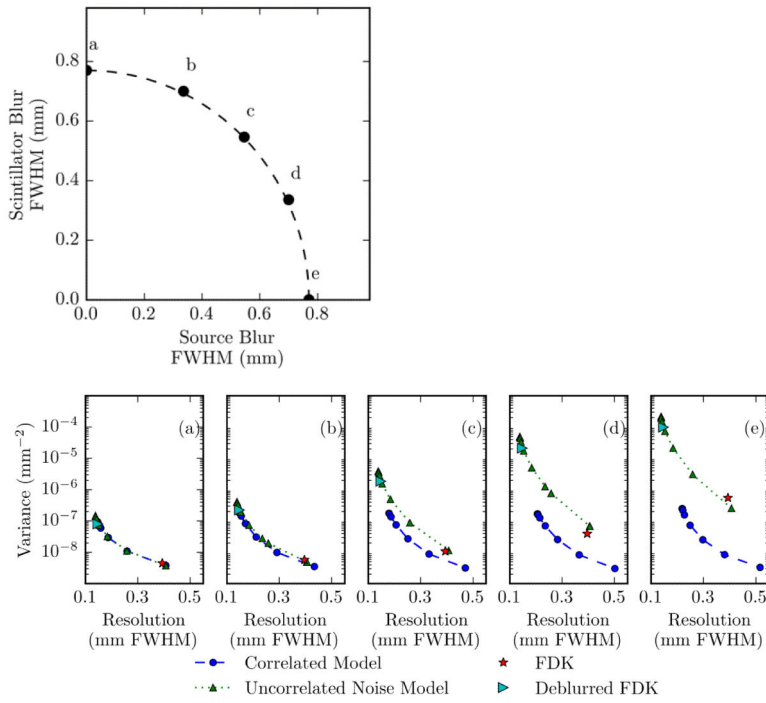 Scintillator Blur
FWHM (mm)
0.8
0.6
0.4
0.2
0.0
a
b
c
d
e
0.0 0.2 0.4 0.6 0.8
Source Blur
FWHM (mm)
Variance (mm⁻²)
10⁻⁴
10⁻⁵
10⁻⁶
10⁻⁷
10⁻⁸
(a) (b) (c) (d) (e)
0.1 0.3 0.5 0.1 0.3 0.5 0.1 0.3 0.5 0.1 0.3 0.5 0.1 0.3 0.5
Resolution Resolution Resolution Resolution Resolution
(mm FWHM) (mm FWHM) (mm FWHM) (mm FWHM) (mm FWHM)
Correlated Model FDK
Uncorrelated Noise Model Deblurred FDK